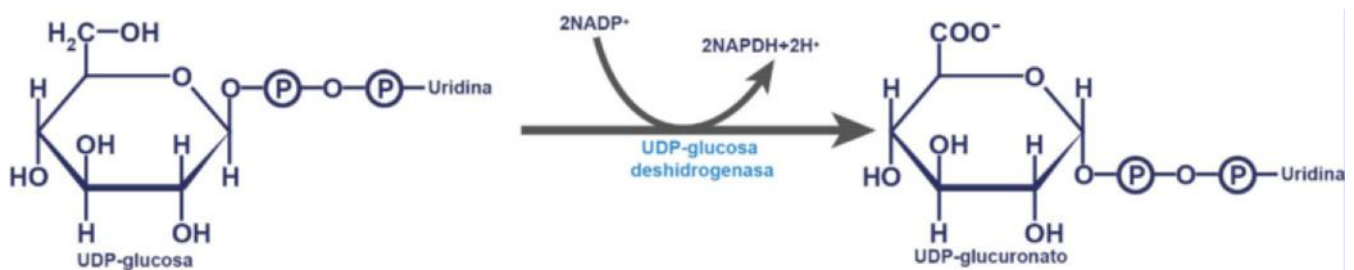 H₂C—OH
2NADP⁺
2NAPDH+2H⁺
COO⁻
O
O—P—O—P—Uridina
H
H
OH
H
HO
H
H
OH
UDP-glucosa
UDP-glucosa
deshidrogenasa
O
H
H
OH
H
HO
O—P—O—P—Uridina
H
OH
UDP-glucuronato